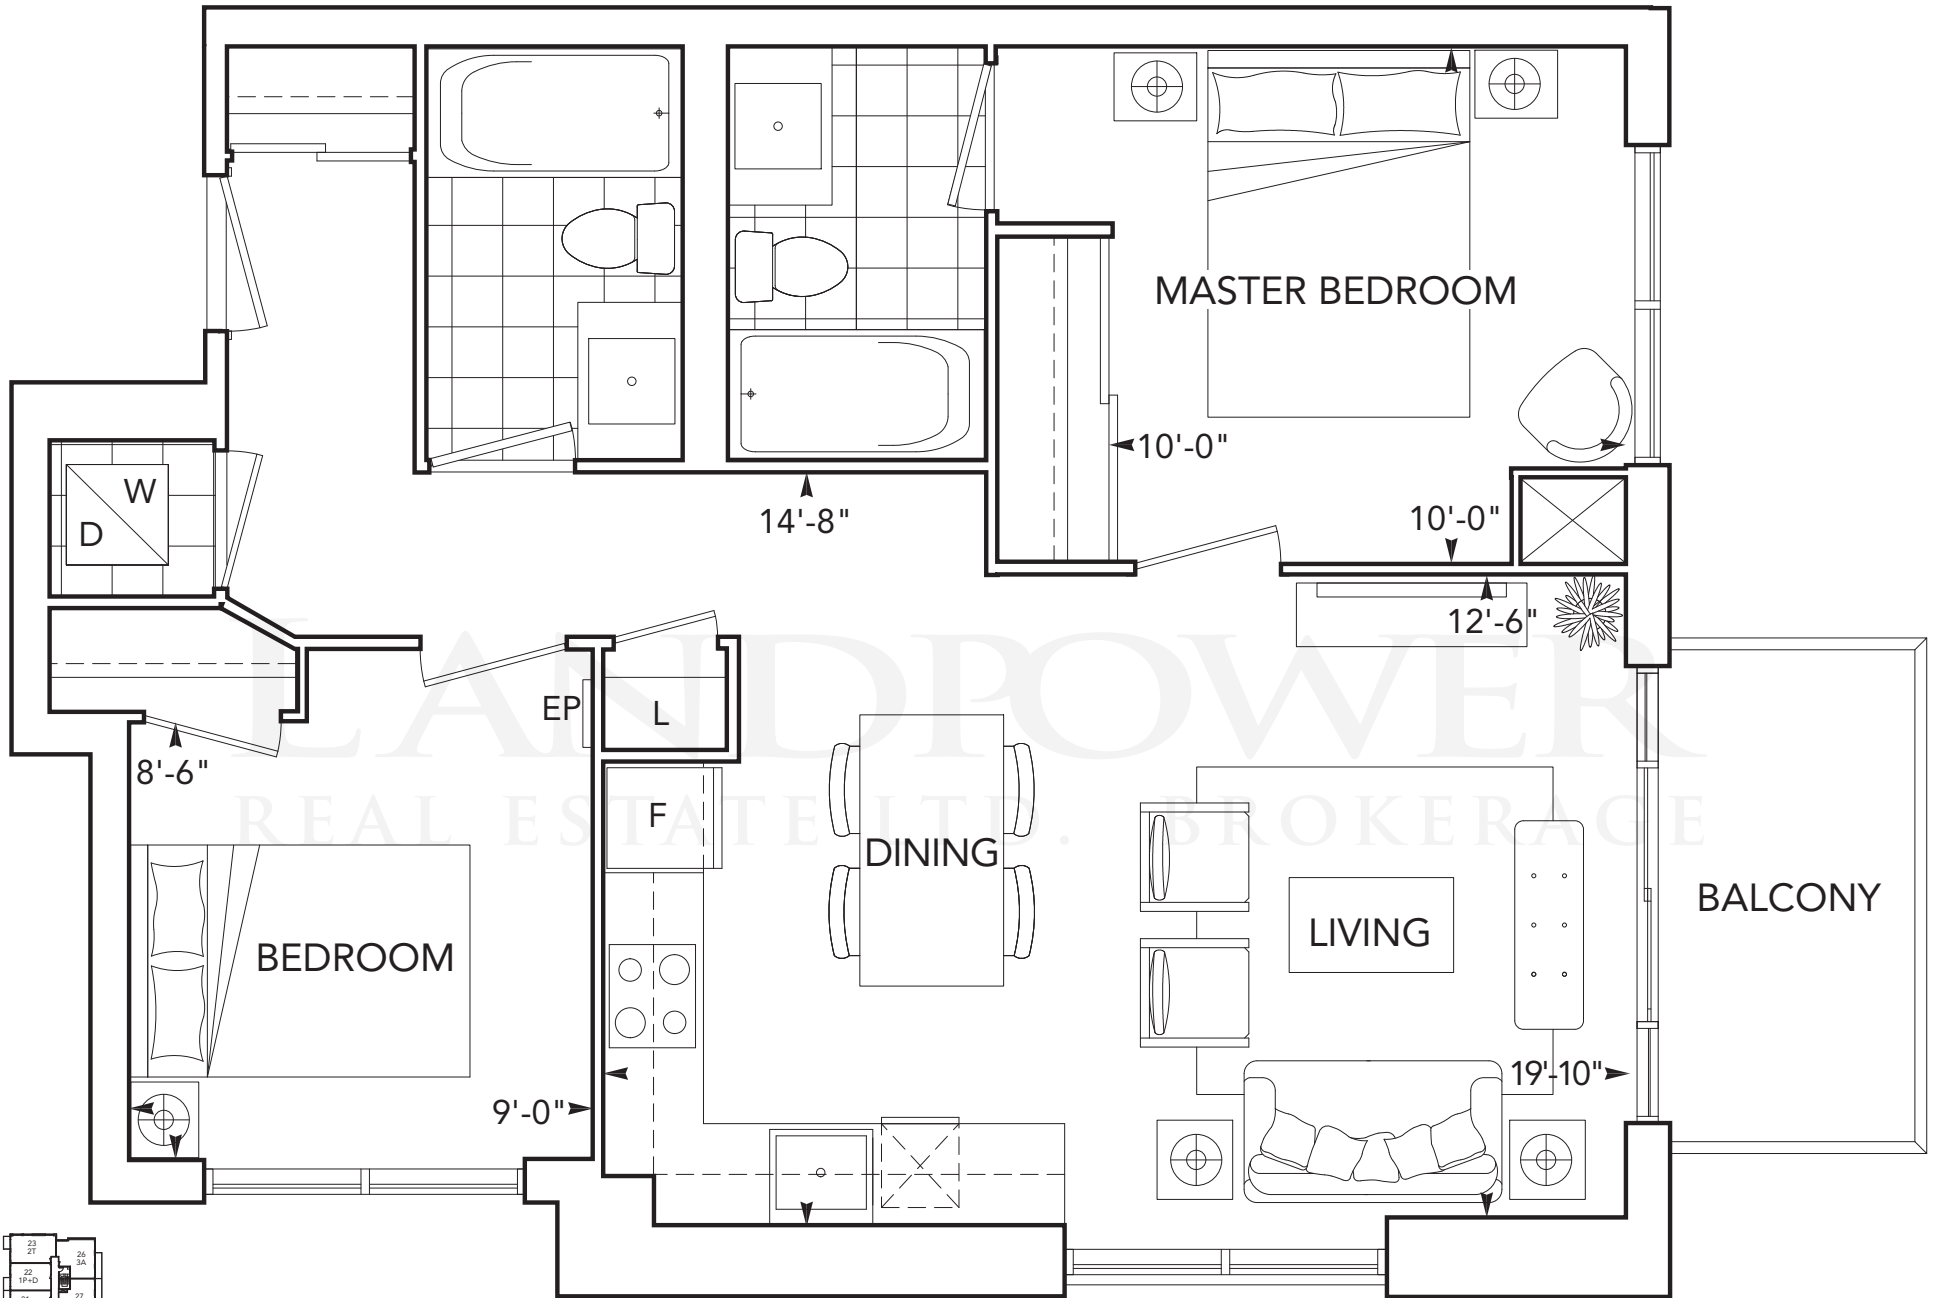 MASTER BEDROOM
10'-0"
W
D
14'-8"
10'-0"
12'-6"
LANDPOWER
EP
L
8'-6"
REAL ESTATE LTD. BROKERAGE
F
DINING
BALCONY
LIVING
BEDROOM
19'-10"
9'-0"
23
2T
26
3A
22
1P+D
27